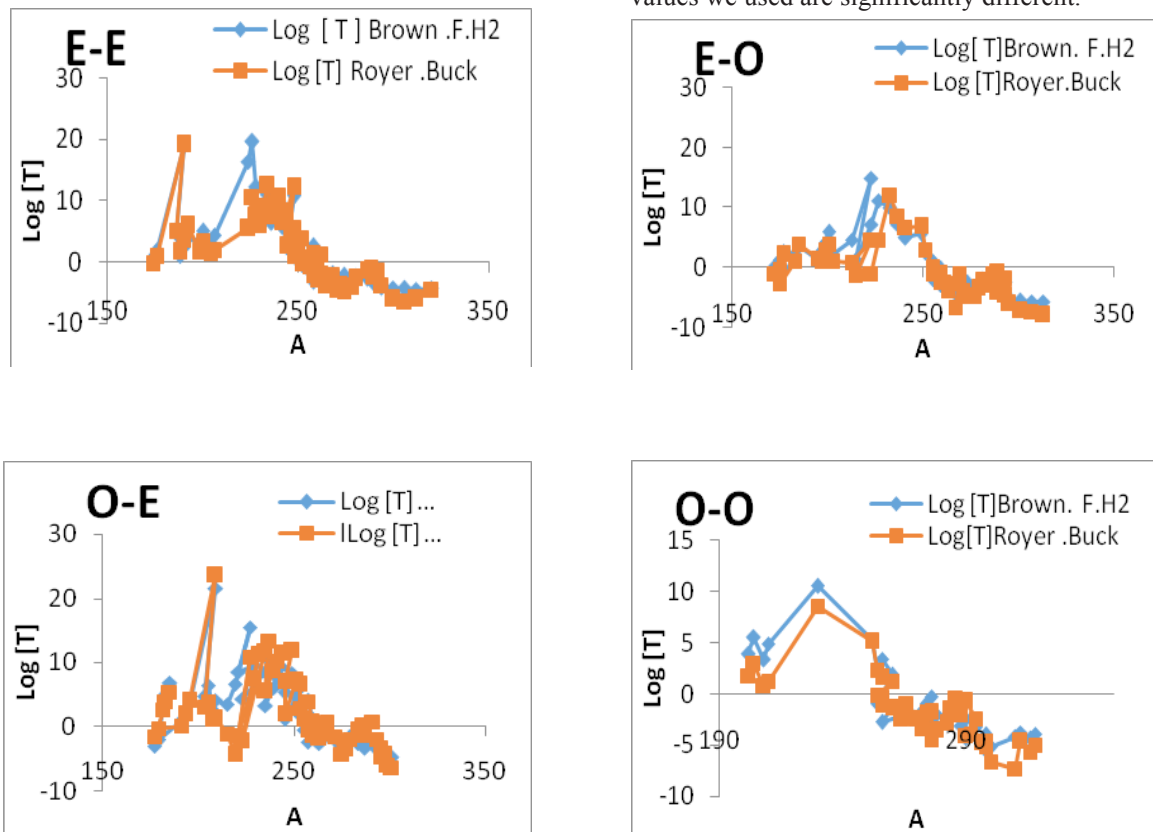 values we used are significantly different.
E-E
Log [ T ] Brown .F.H2
Log [T] Royer .Buck
30
20
10
0
-10
150
250
350
Log [T]
A
E-O
Log[ T]Brown. F.H2
Log[T]Royer.Buck
30
20
10
0
-10
150
250
350
Log [T]
A
O-E
Log [T] ...
lLog [T] ...
30
20
10
0
-10
150
250
350
Log [T]
A
O-O
Log[T]Brown. F.H2
Log[T]Royer .Buck
15
10
5
0
-5
-10
190
290
Log [T]
A